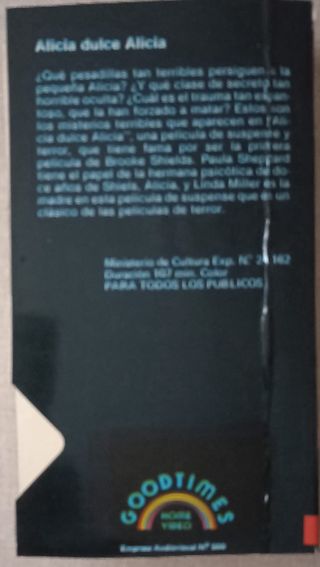 Alicia dulce Alicia
¿Qué pesadillas tan terribles persiguen a la
pequeña Alicia? ¿Y qué clase de secreto tan
horrible oculta? ¿Cuál es el trauma tan
que la han forzado a matar? Estos son
los misterios terribles que aparecen en "Ali-
cia dulce Alicia", una película de suspense y
terror, que tiene fama por ser la primera
película de Brooke Shields. Paula Sheppard
tiene el papel de la hermana psicótica de do-
ce años de Shiels, Alicia, y Linda Miller es la
madre en esta película de suspense que es un
clásico de las películas de terror.
Ministerio de Cultura Exp. N.°
Duración 107 min. Color
PARA TODOS LOS PUBLICOS
GOODTIMES
HOME
VIDEO
Empresa Audiovisual N.°